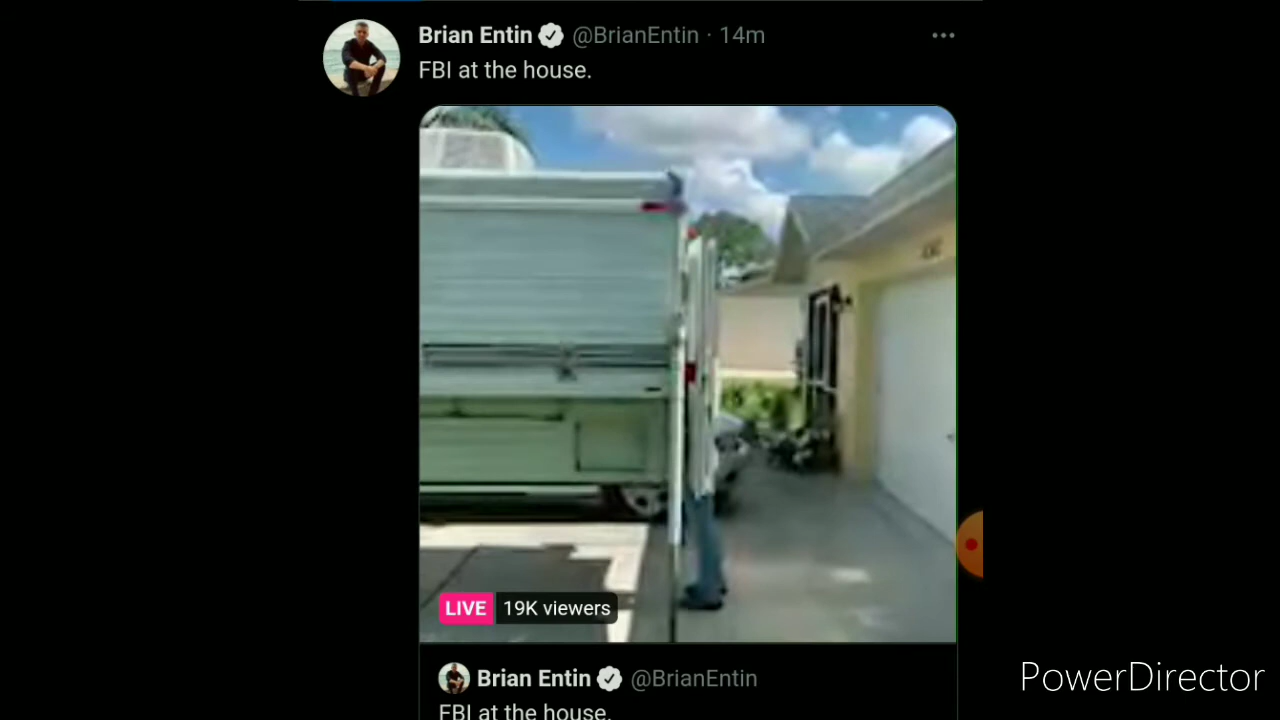 Brian Entin @BrianEntin · 14m
FBI at the house.
LIVE 19K viewers
Brian Entin @BrianEntin
FBI at the house.
PowerDirector